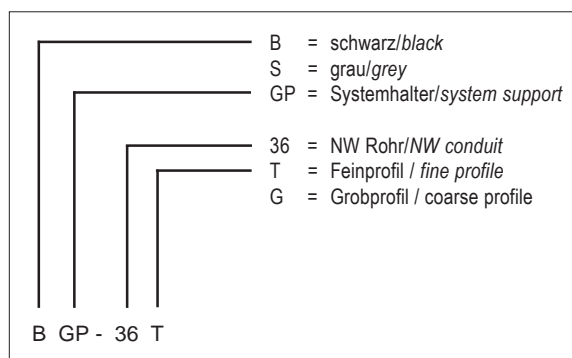 B = schwarz/black
S = grau/grey
GP = Systemhalter/system support
36 = NW Rohr/NW conduit
T = Feinprofil / fine profile
G = Grobprofil / coarse profile
B GP - 36 T